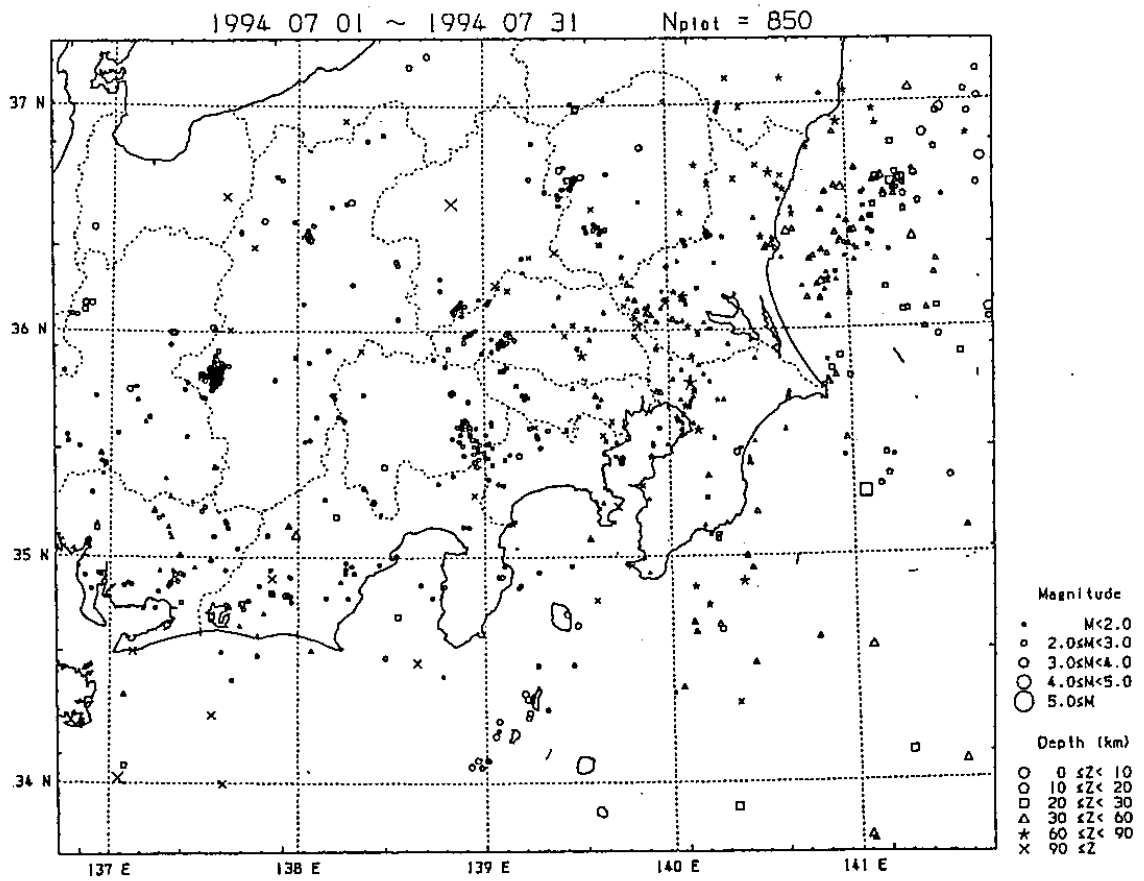 1994 07 01 ~ 1994 07 31 Nplot = 850
37 N
36 N
35 N
34 N
137 E 138 E 139 E 140 E 141 E
Magnitude
M<2.0
2.0≤M<3.0
3.0≤M<4.0
4.0≤M<5.0
5.0≤M
Depth (km)
0 ≤Z< 10
10 ≤Z< 20
20 ≤Z< 30
30 ≤Z< 60
60 ≤Z< 90
90 ≤Z